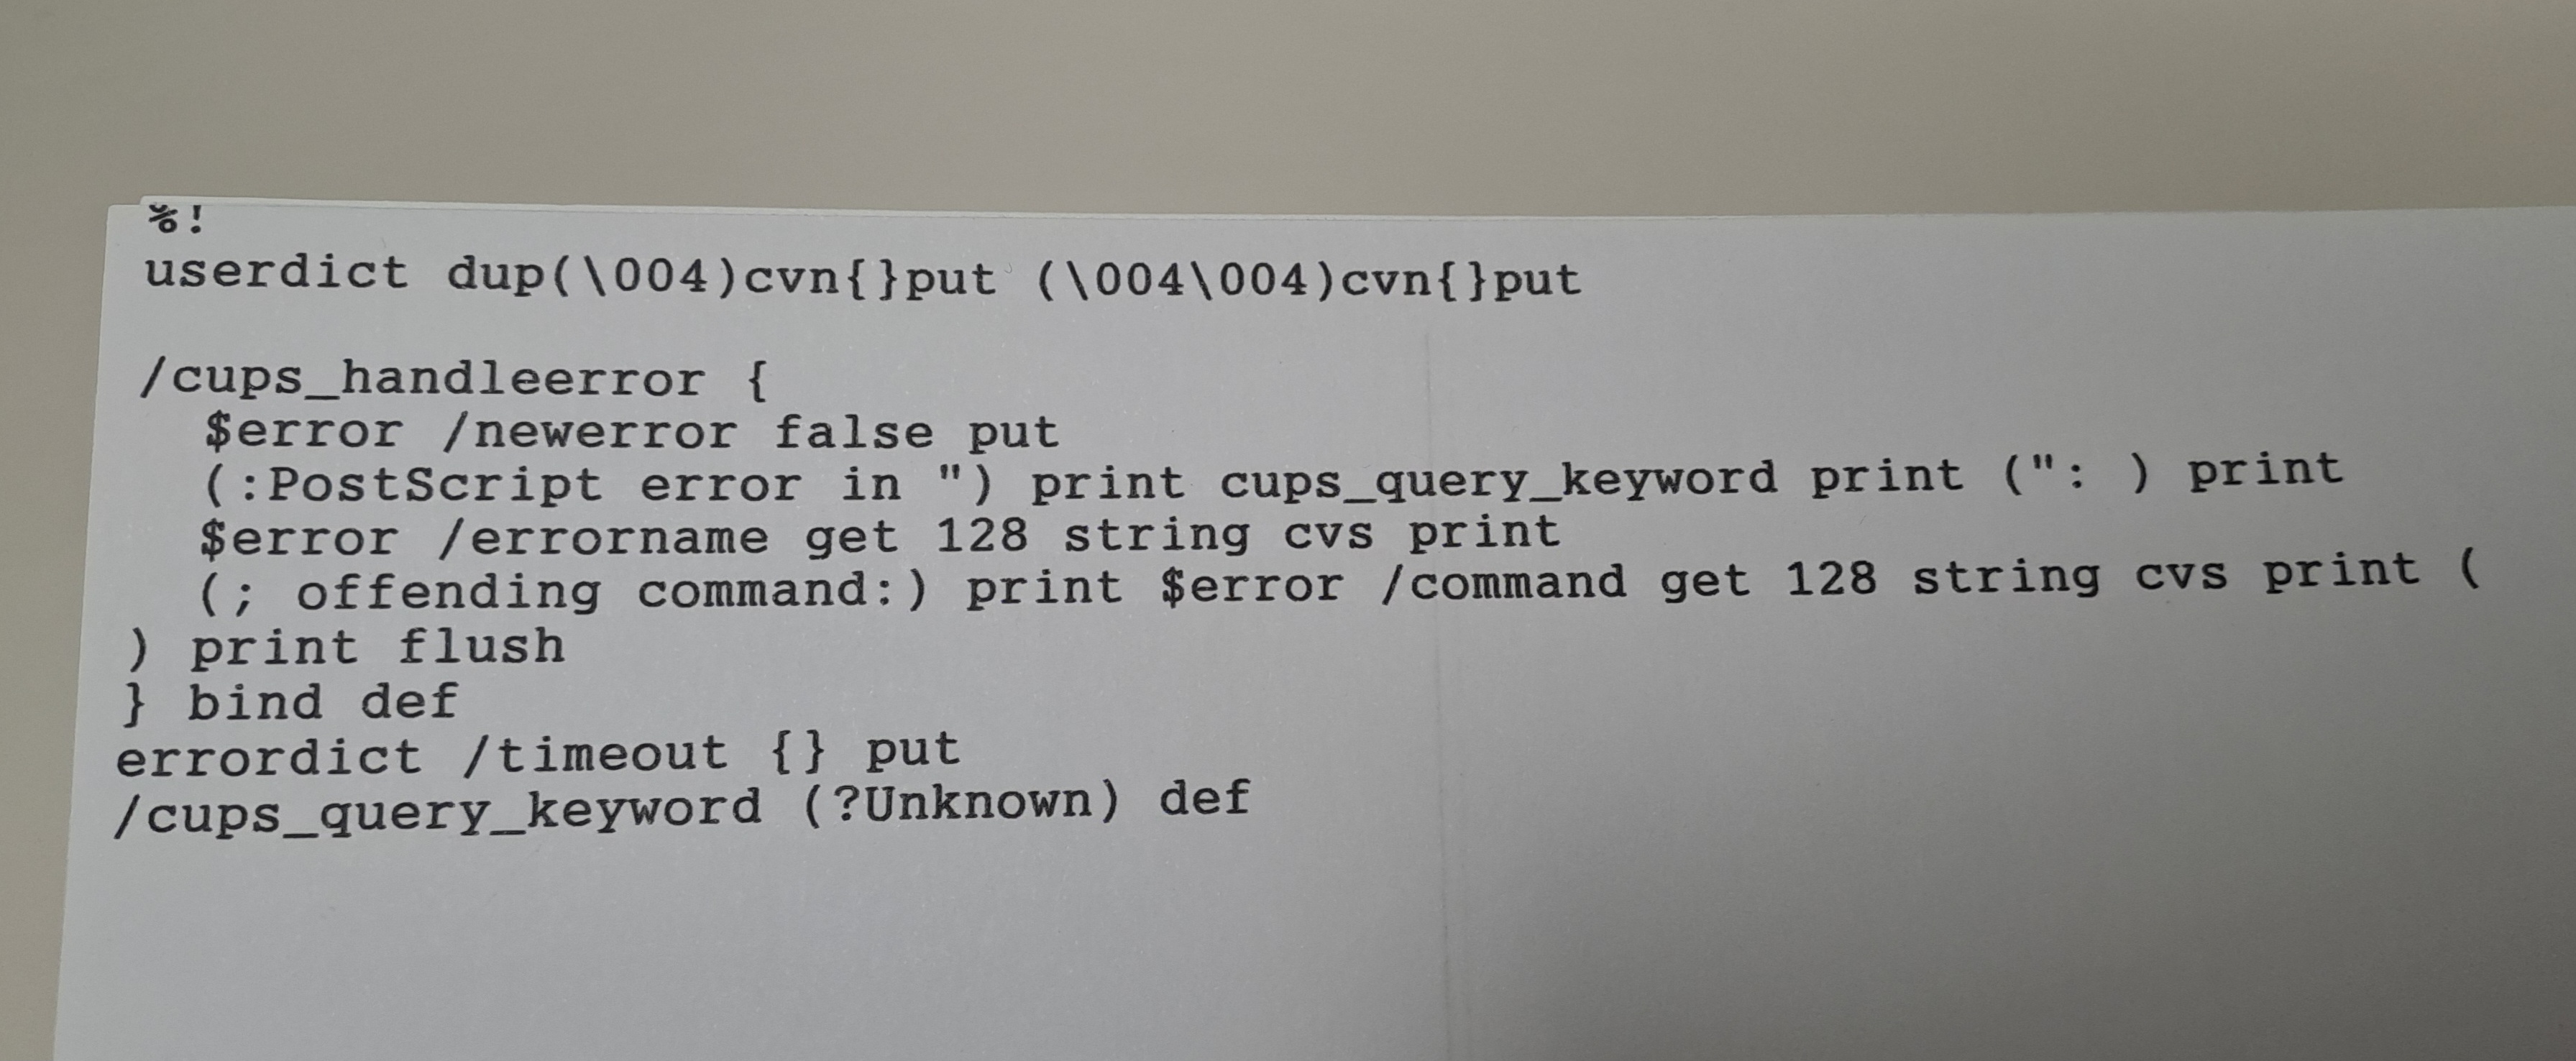 %!
userdict dup(\004)cvn{}put (\004\004)cvn{}put

/cups_handleerror {
  $error /newerror false put
  (:PostScript error in ") print cups_query_keyword print (": ) print
  $error /errorname get 128 string cvs print
  (; offending command:) print $error /command get 128 string cvs print (
) print flush
} bind def
errordict /timeout {} put
/cups_query_keyword (?Unknown) def